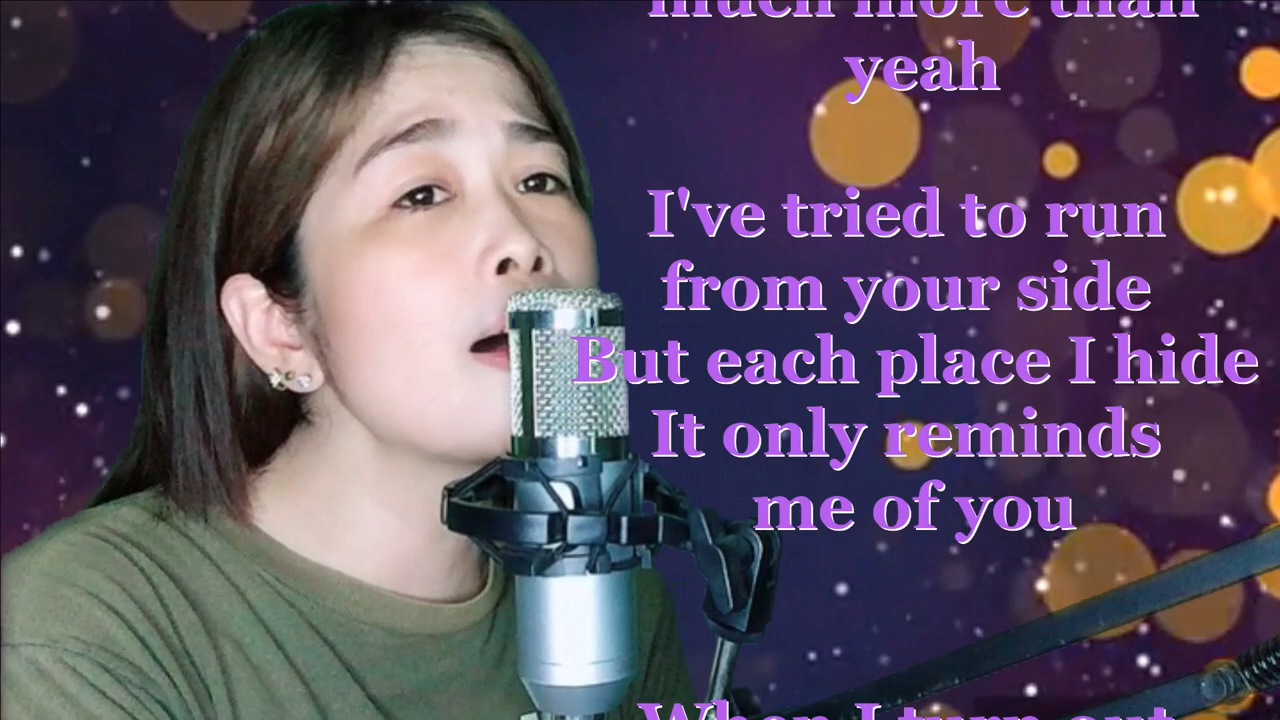 much more than
yeah
I've tried to run
from your side
But each place I hide
It only reminds
me of you
When I turn out